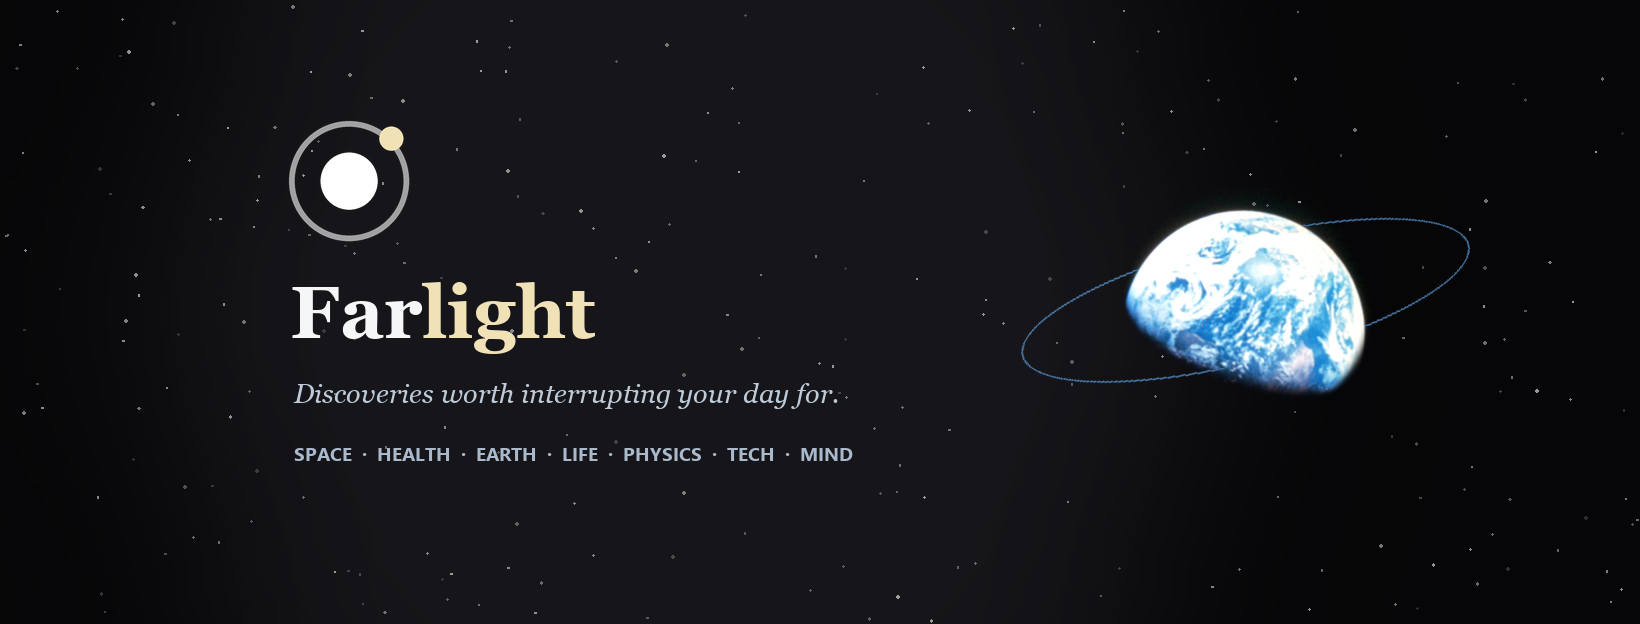 Farlight
Discoveries worth interrupting your day for.
SPACE · HEALTH · EARTH · LIFE · PHYSICS · TECH · MIND